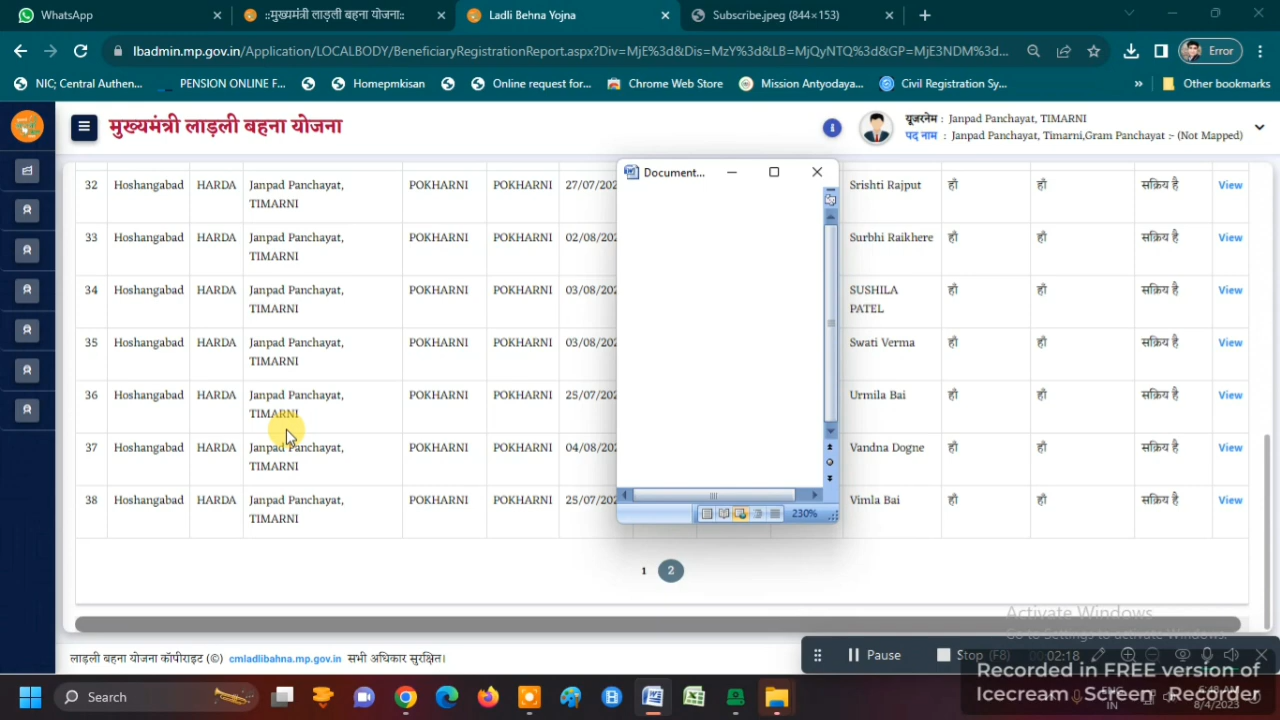 WhatsApp
::मुख्यमंत्री लाड़ली बहना योजना::
Ladli Behna Yojna
Subscribe.jpeg (844×153)
lbadmin.mp.gov.in/Application/LOCALBODY/BeneficiaryRegistrationReport.aspx?Div=MjE%3d&Dis=MzY%3d&LB=MjQyNTQ%3d&GP=MjE3NDM%3d...
Error
NIC; Central Authen...
PENSION ONLINE F...
Homepmkisan
Online request for...
Chrome Web Store
Mission Antyodaya...
Civil Registration Sy...
»
Other bookmarks
मुख्यमंत्री लाड़ली बहना योजना
यूजरनेम : Janpad Panchayat, TIMARNI
पद नाम : Janpad Panchayat, Timarni,Gram Panchayat :- (Not Mapped)
Document...
32 Hoshangabad HARDA Janpad Panchayat, TIMARNI POKHARNI POKHARNI 27/07/202 Srishti Rajput हाँ हाँ सक्रिय है View
33 Hoshangabad HARDA Janpad Panchayat, TIMARNI POKHARNI POKHARNI 02/08/202 Surbhi Raikhere हाँ हाँ सक्रिय है View
34 Hoshangabad HARDA Janpad Panchayat, TIMARNI POKHARNI POKHARNI 03/08/202 SUSHILA PATEL हाँ हाँ सक्रिय है View
35 Hoshangabad HARDA Janpad Panchayat, TIMARNI POKHARNI POKHARNI 03/08/202 Swati Verma हाँ हाँ सक्रिय है View
36 Hoshangabad HARDA Janpad Panchayat, TIMARNI POKHARNI POKHARNI 25/07/202 Urmila Bai हाँ हाँ सक्रिय है View
37 Hoshangabad HARDA Janpad Panchayat, TIMARNI POKHARNI POKHARNI 04/08/202 Vandna Dogne हाँ हाँ सक्रिय है View
38 Hoshangabad HARDA Janpad Panchayat, TIMARNI POKHARNI POKHARNI 25/07/202 Vimla Bai हाँ हाँ सक्रिय है View
230%
1 2
Activate Windows
Go to Settings to activate Windows.
लाड़ली बहना योजना कॉपीराइट (©) cmladlibahna.mp.gov.in सभी अधिकार सुरक्षित।
Pause
Stop (F8)
00:02:18
Recorded in FREE version of
Icecream Screen Recorder
Search
ENG
IN
8/4/2023